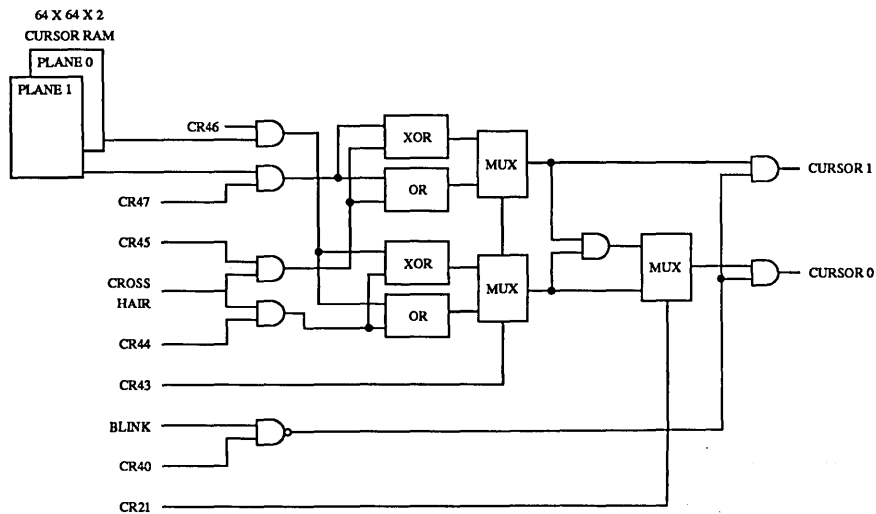 64 X 64 X 2
CURSOR RAM
PLANE 0
PLANE 1
CR46
XOR
MUX
CURSOR 1
OR
CR47
CR45
XOR
MUX
MUX
CURSOR 0
CROSS
HAIR
OR
CR44
CR43
BLINK
CR40
CR21